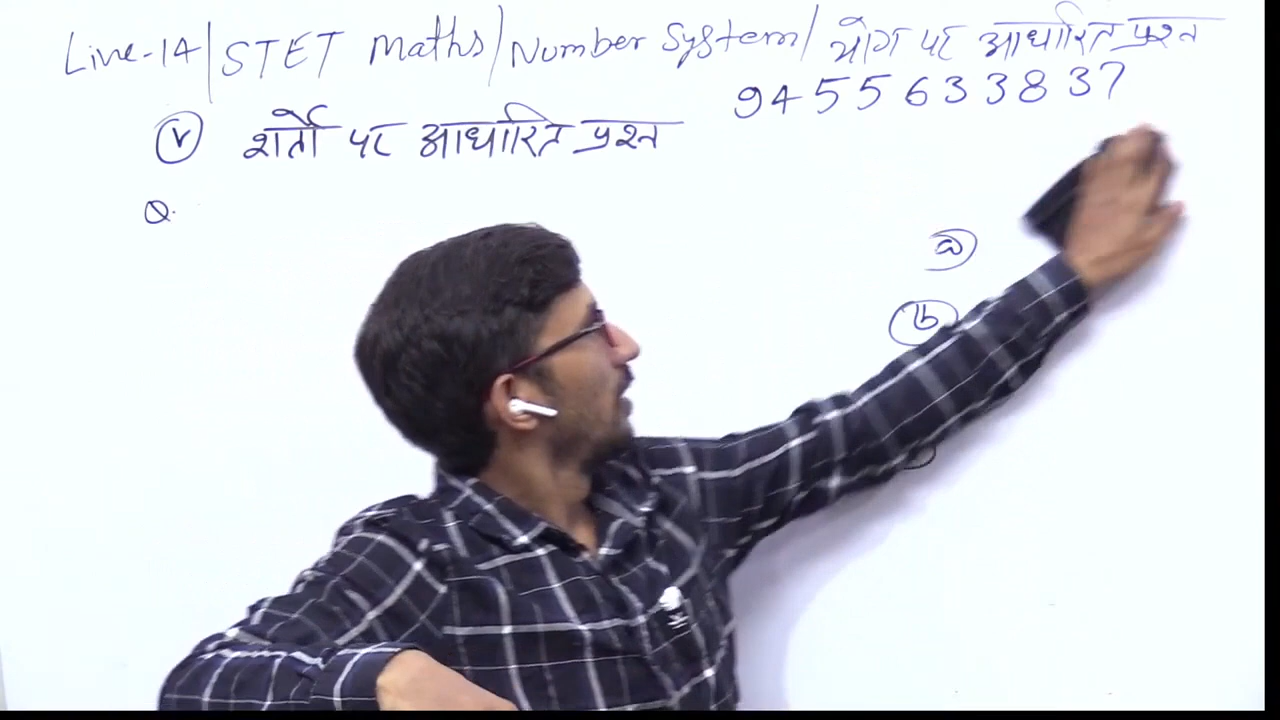 Live-14/STET Maths/Number System/योग पर आधारित प्रश्न
9455633837
(v) शर्तो पर आधारित प्रश्न
Q.
(a)
(b)